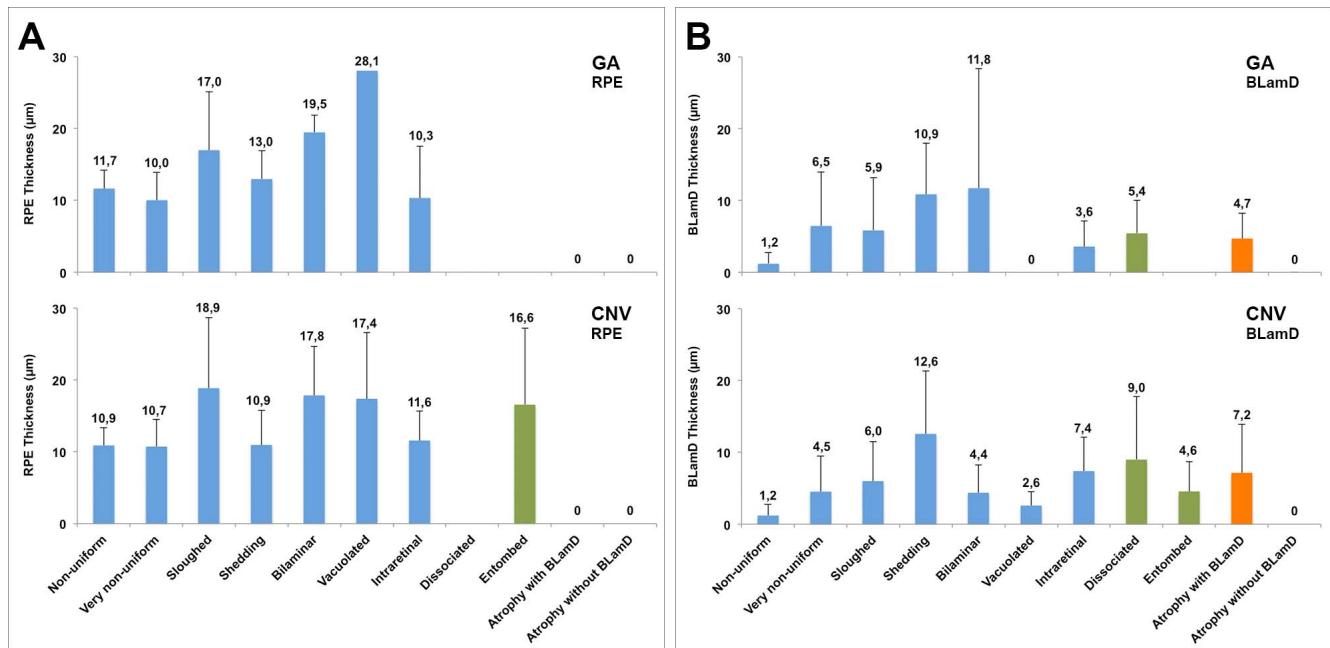 A
GA
RPE
RPE Thickness (µm)
30
20
10
0
11,7
10,0
17,0
13,0
19,5
28,1
10,3
0
0
CNV
RPE
RPE Thickness (µm)
30
20
10
0
10,9
10,7
18,9
10,9
17,8
17,4
11,6
16,6
0
0
Non-uniform
Very non-uniform
Sloughed
Shedding
Bilaminar
Vacuolated
Intraretinal
Dissociated
Entombed
Atrophy with BLamD
Atrophy without BLamD
B
GA
BLamD
BLamD Thickness (µm)
30
20
10
0
1,2
6,5
5,9
10,9
11,8
0
3,6
5,4
4,7
0
CNV
BLamD
BLamD Thickness (µm)
30
20
10
0
1,2
4,5
6,0
12,6
4,4
2,6
7,4
9,0
4,6
7,2
0
Non-uniform
Very non-uniform
Sloughed
Shedding
Bilaminar
Vacuolated
Intraretinal
Dissociated
Entombed
Atrophy with BLamD
Atrophy without BLamD